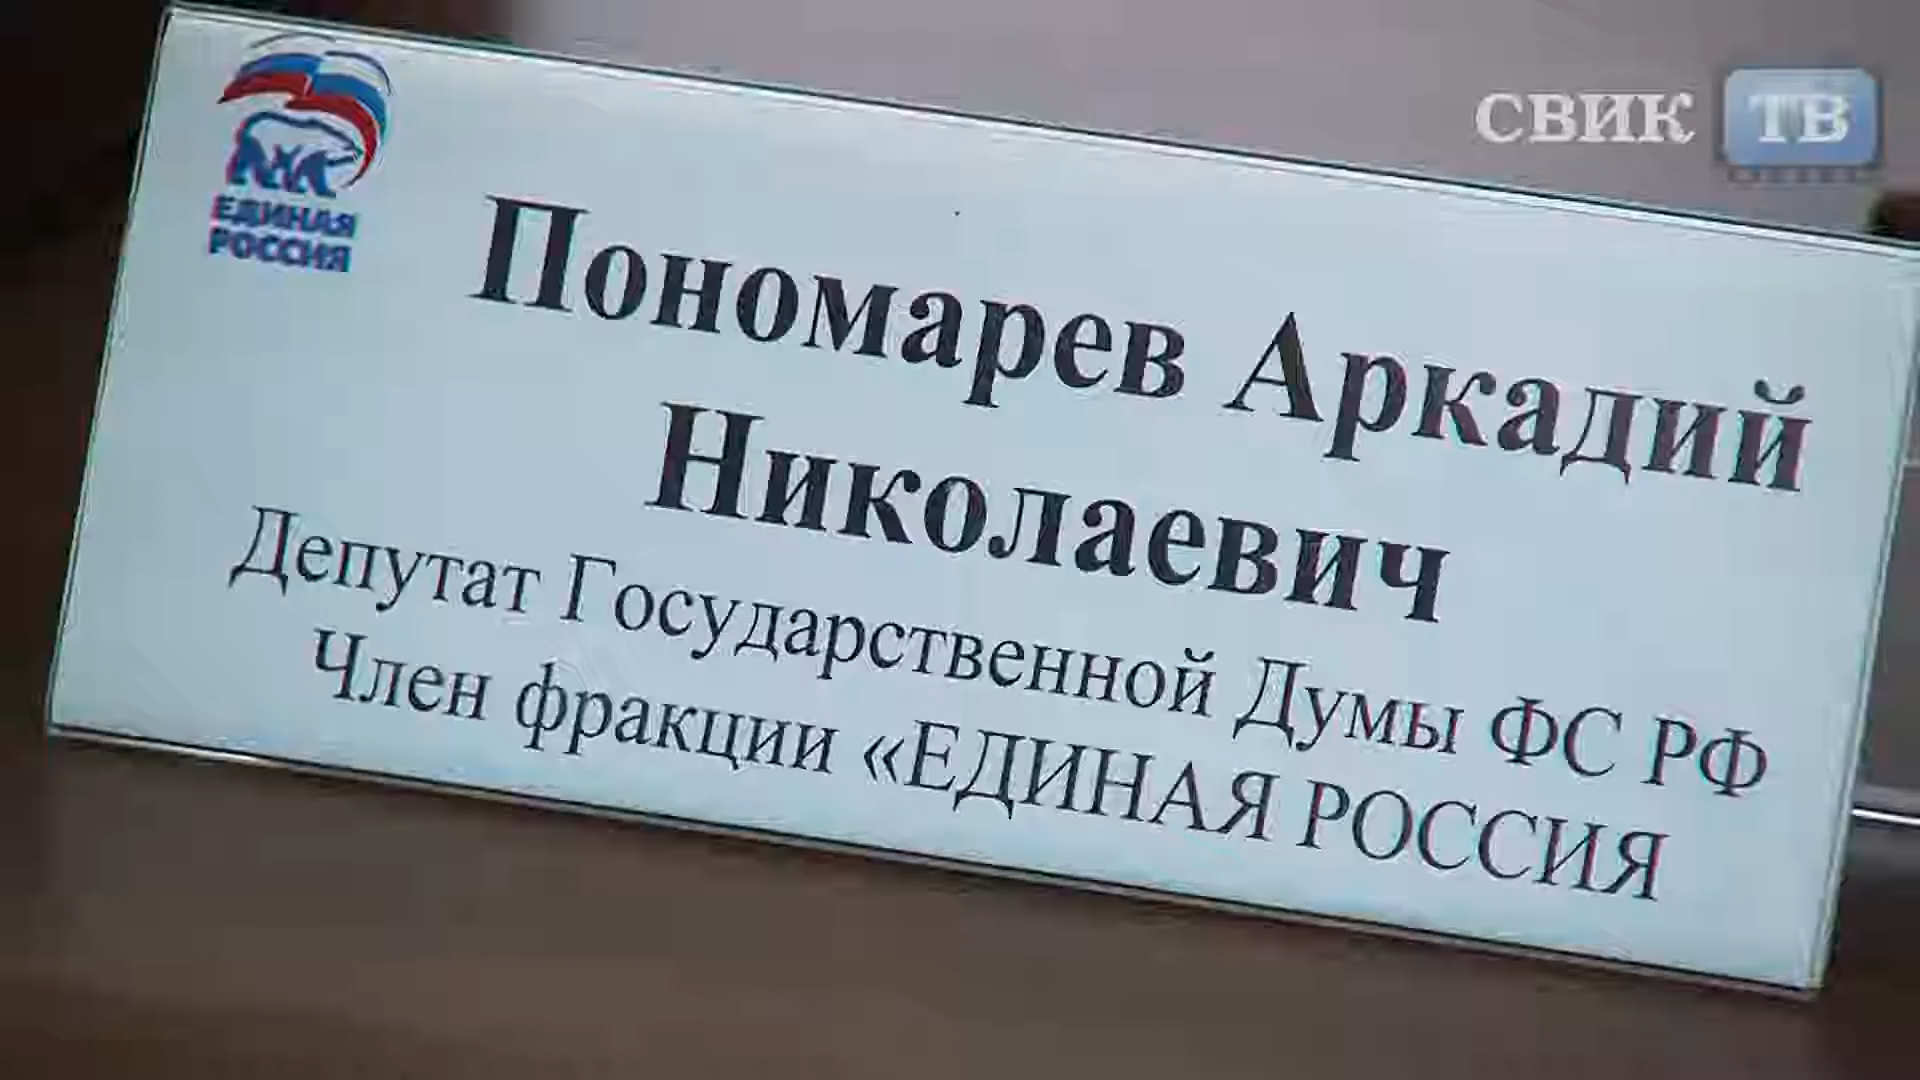 СВИК ТВ
ЕДИНАЯ
РОССИЯ
Пономарев Аркадий
Николаевич
Депутат Государственной Думы ФС РФ
Член фракции «ЕДИНАЯ РОССИЯ